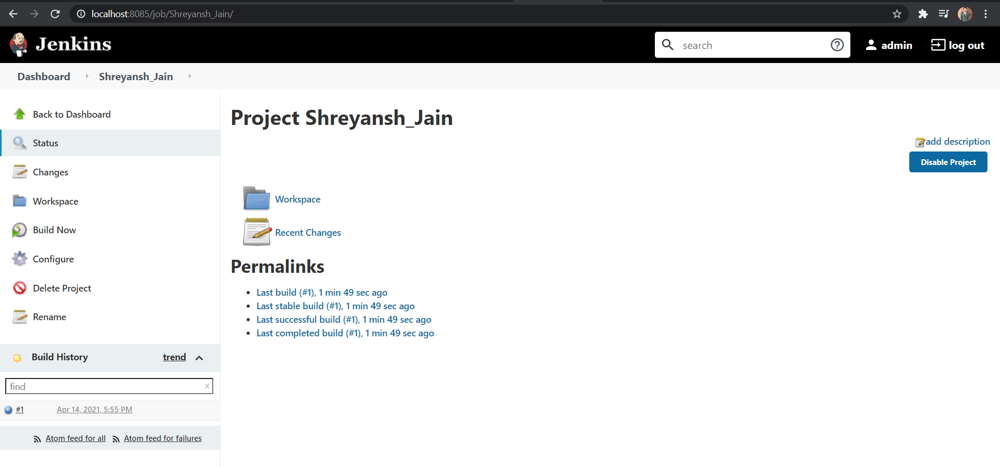 localhost:8085/job/Shreyansh_Jain/
Jenkins
search
admin
log out
Dashboard
Shreyansh_Jain
Back to Dashboard
Status
Changes
Workspace
Build Now
Configure
Delete Project
Rename
Build History
trend
find
x
#1
Apr 14, 2021, 5:55 PM
Atom feed for all
Atom feed for failures
Project Shreyansh_Jain
add description
Disable Project
Workspace
Recent Changes
Permalinks
Last build (#1), 1 min 49 sec ago
Last stable build (#1), 1 min 49 sec ago
Last successful build (#1), 1 min 49 sec ago
Last completed build (#1), 1 min 49 sec ago